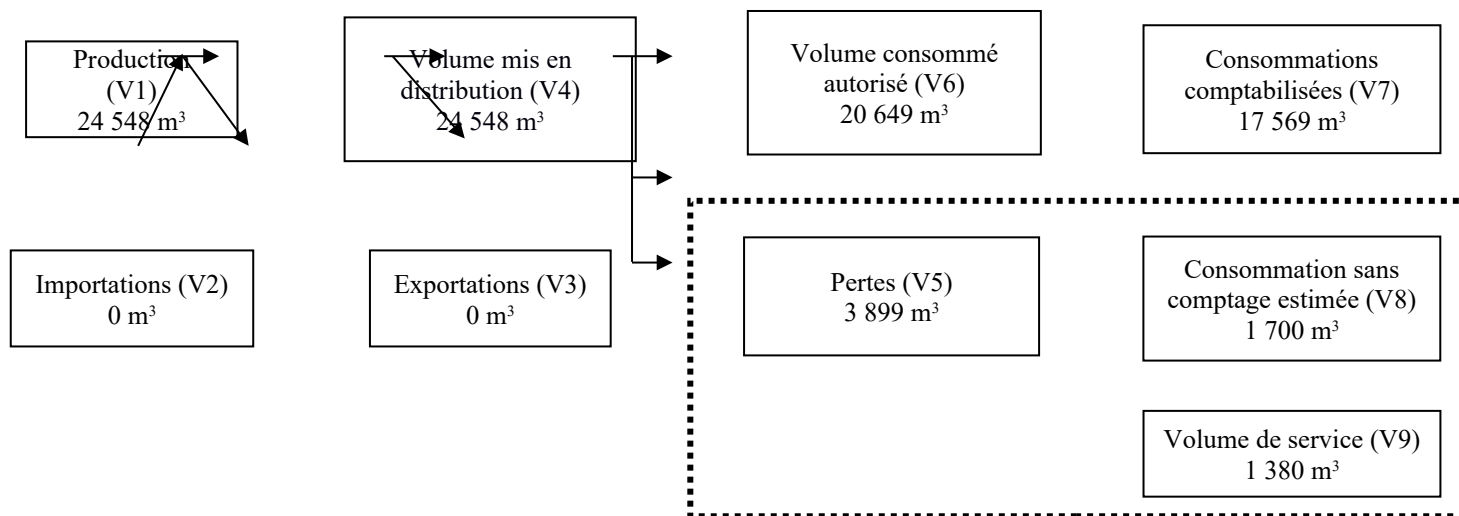 Production
(V1)
24 548 m³
Volume mis en
distribution (V4)
24 548 m³
Volume consommé
autorisé (V6)
20 649 m³
Consommations
comptabilisées (V7)
17 569 m³
Importations (V2)
0 m³
Exportations (V3)
0 m³
Pertes (V5)
3 899 m³
Consommation sans
comptage estimée (V8)
1 700 m³
Volume de service (V9)
1 380 m³